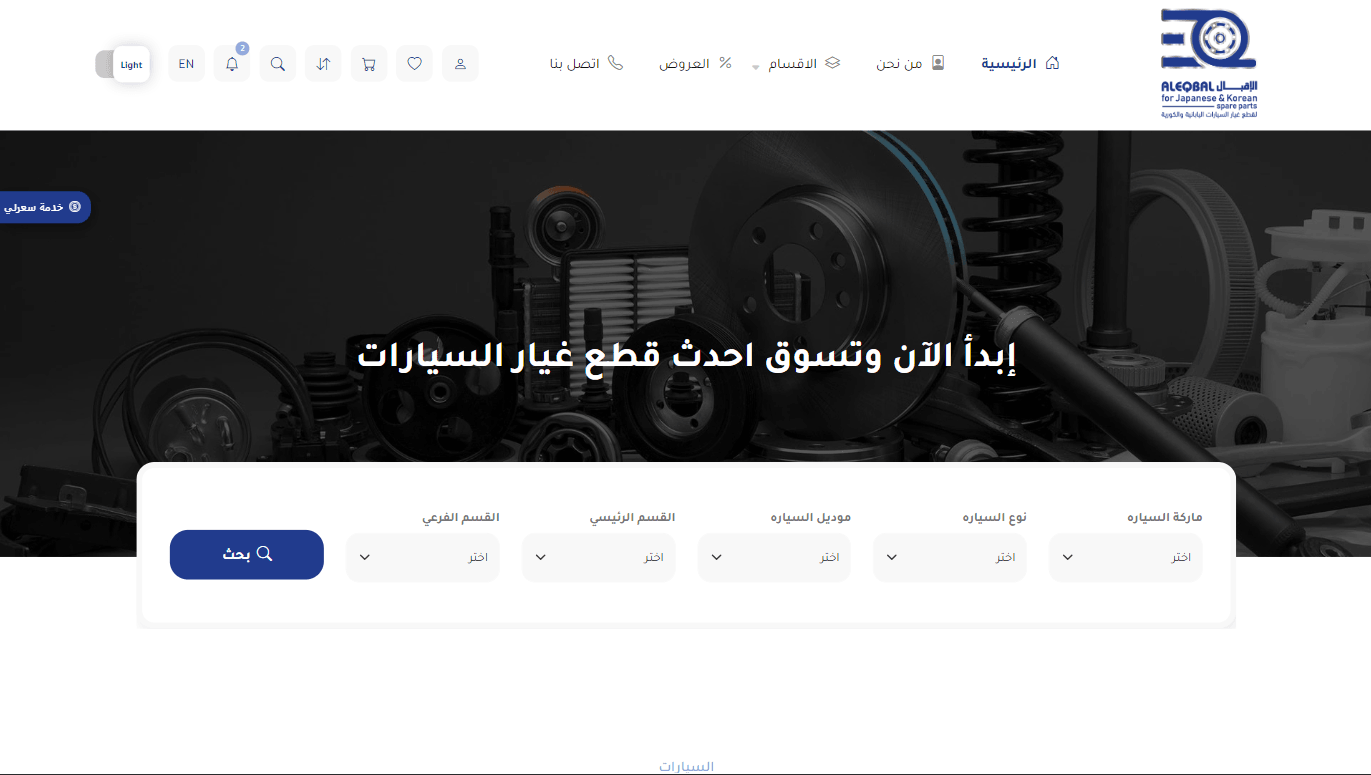 ALEQBAL الإقبـــال
for Japanese & Korean
spare parts
لقطع غيار السيارات اليابانية والكورية
الرئيسية
من نحن
الاقسام
العروض
اتصل بنا
2
EN
Light
خدمة سعرلي
إبدأ الآن وتسوق احدث قطع غيار السيارات
ماركة السياره
نوع السياره
موديل السياره
القسم الرئيسي
القسم الفرعي
اختر
اختر
اختر
اختر
اختر
بحث
السيارات